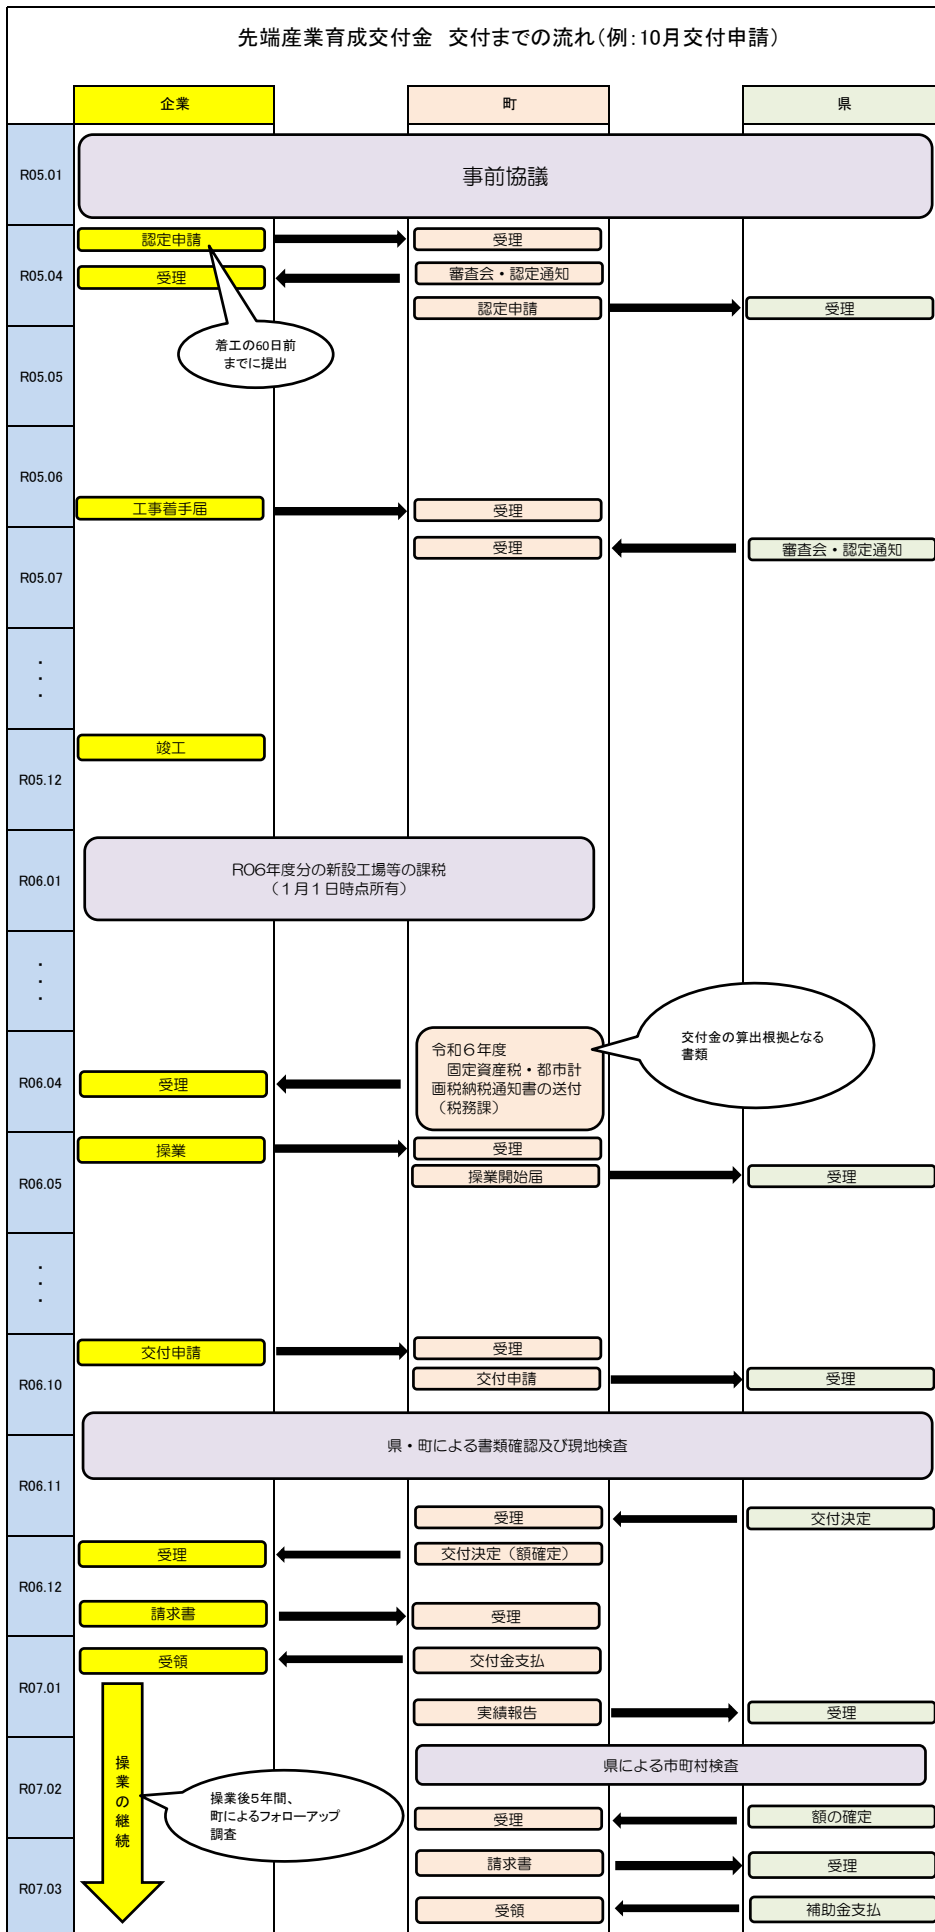 先端産業育成交付金　交付までの流れ（例：10月交付申請）
企業
町
県
R05.01
事前協議
認定申請
受理
R05.04
受理
審査会・認定通知
認定申請
受理
着工の60日前
までに提出
R05.05
R05.06
工事着手届
受理
受理
審査会・認定通知
R05.07
・
・
・
竣工
R05.12
R06.01
R06年度分の新設工場等の課税
（１月１日時点所有）
・
・
・
交付金の算出根拠となる
書類
令和６年度
固定資産税・都市計
画税納税通知書の送付
（税務課）
R06.04
受理
操業
受理
R06.05
操業開始届
受理
・
・
・
交付申請
受理
R06.10
交付申請
受理
県・町による書類確認及び現地検査
R06.11
受理
交付決定
受理
交付決定（額確定）
R06.12
請求書
受理
受領
交付金支払
R07.01
実績報告
受理
県による市町村検査
R07.02
操業の継続
操業後5年間、
町によるフォローアップ
調査
受理
額の確定
請求書
受理
R07.03
受領
補助金支払